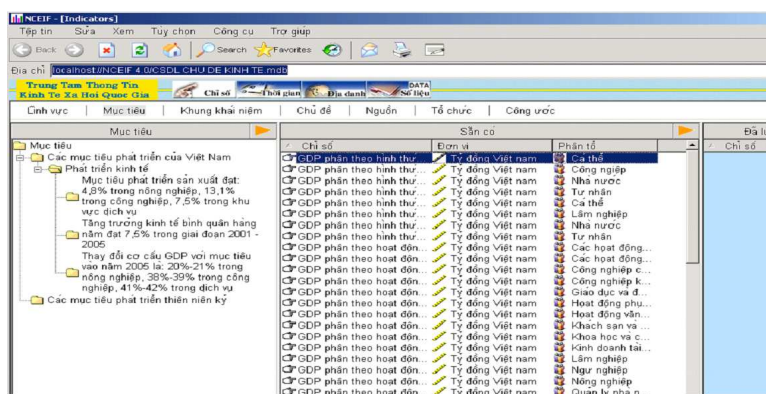 NCEIF - [Indicators]
Tệp tin Sửa Xem Tùy chọn Công cụ Trợ giúp
Back Search Favorites
Địa chỉ localhost://NCEIF 4.0/CSDL CHU DE KINH TE.mdb
Trung Tam Thong Tin
Kinh Te Xa Hoi Quoc Gia
Chỉ số Thời gian Địa danh DATA Số liệu
Lĩnh vực | Mục tiêu | Khung khái niệm | Chủ đề | Nguồn | Tổ chức | Công ước
Mục tiêu
Mục tiêu
Các mục tiêu phát triển của Việt Nam
Phát triển kinh tế
Mục tiêu phát triển sản xuất đạt:
4,8% trong nông nghiệp, 13,1%
trong công nghiệp, 7,5% trong khu
vực dịch vụ
Tăng trưởng kinh tế bình quân hàng
năm đạt 7,5% trong giai đoạn 2001 -
2005
Thay đổi cơ cấu GDP với mục tiêu
vào năm 2005 là: 20%-21% trong
nông nghiệp, 38%-39% trong công
nghiệp, 41%-42% trong dịch vụ
Các mục tiêu phát triển thiên niên kỷ
Sẵn có
Chỉ số Đơn vị Phân tổ
GDP phân theo hình thư... Tỷ đồng Việt nam Cá thể
GDP phân theo hình thư... Tỷ đồng Việt nam Công ngiệp
GDP phân theo hình thư... Tỷ đồng Việt nam Nhà nước
GDP phân theo hình thư... Tỷ đồng Việt nam Tư nhân
GDP phân theo hình thư... Tỷ đồng Việt nam Cá thể
GDP phân theo hình thư... Tỷ đồng Việt nam Lâm nghiệp
GDP phân theo hình thư... Tỷ đồng Việt nam Nhà nước
GDP phân theo hình thư... Tỷ đồng Việt nam Tư nhân
GDP phân theo hoạt độn... Tỷ đồng Việt nam Các hoạt động...
GDP phân theo hoạt độn... Tỷ đồng Việt nam Các hoạt động...
GDP phân theo hoạt độn... Tỷ đồng Việt nam Công nghiệp c...
GDP phân theo hoạt độn... Tỷ đồng Việt nam Công nghiệp k...
GDP phân theo hoạt độn... Tỷ đồng Việt nam Giáo dục và đ...
GDP phân theo hoạt độn... Tỷ đồng Việt nam Hoạt động phụ...
GDP phân theo hoạt độn... Tỷ đồng Việt nam Hoạt động văn...
GDP phân theo hoạt độn... Tỷ đồng Việt nam Khách sạn và ...
GDP phân theo hoạt độn... Tỷ đồng Việt nam Khoa học và c...
GDP phân theo hoạt độn... Tỷ đồng Việt nam Kinh doanh tài...
GDP phân theo hoạt độn... Tỷ đồng Việt nam Lâm nghiệp
GDP phân theo hoạt độn... Tỷ đồng Việt nam Ngư nghiệp
GDP phân theo hoạt độn... Tỷ đồng Việt nam Nông nghiệp
GDP phân theo hoạt độn... Tỷ đồng Việt nam Quản lý nhà n...
Chỉ số